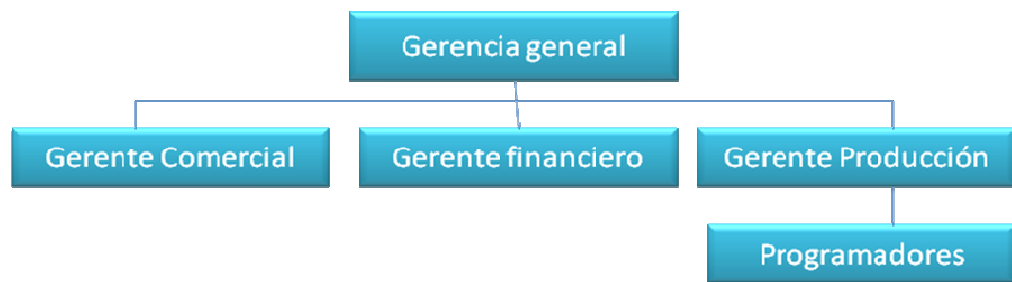 Gerencia general
Gerente Comercial
Gerente financiero
Gerente Producción
Programadores